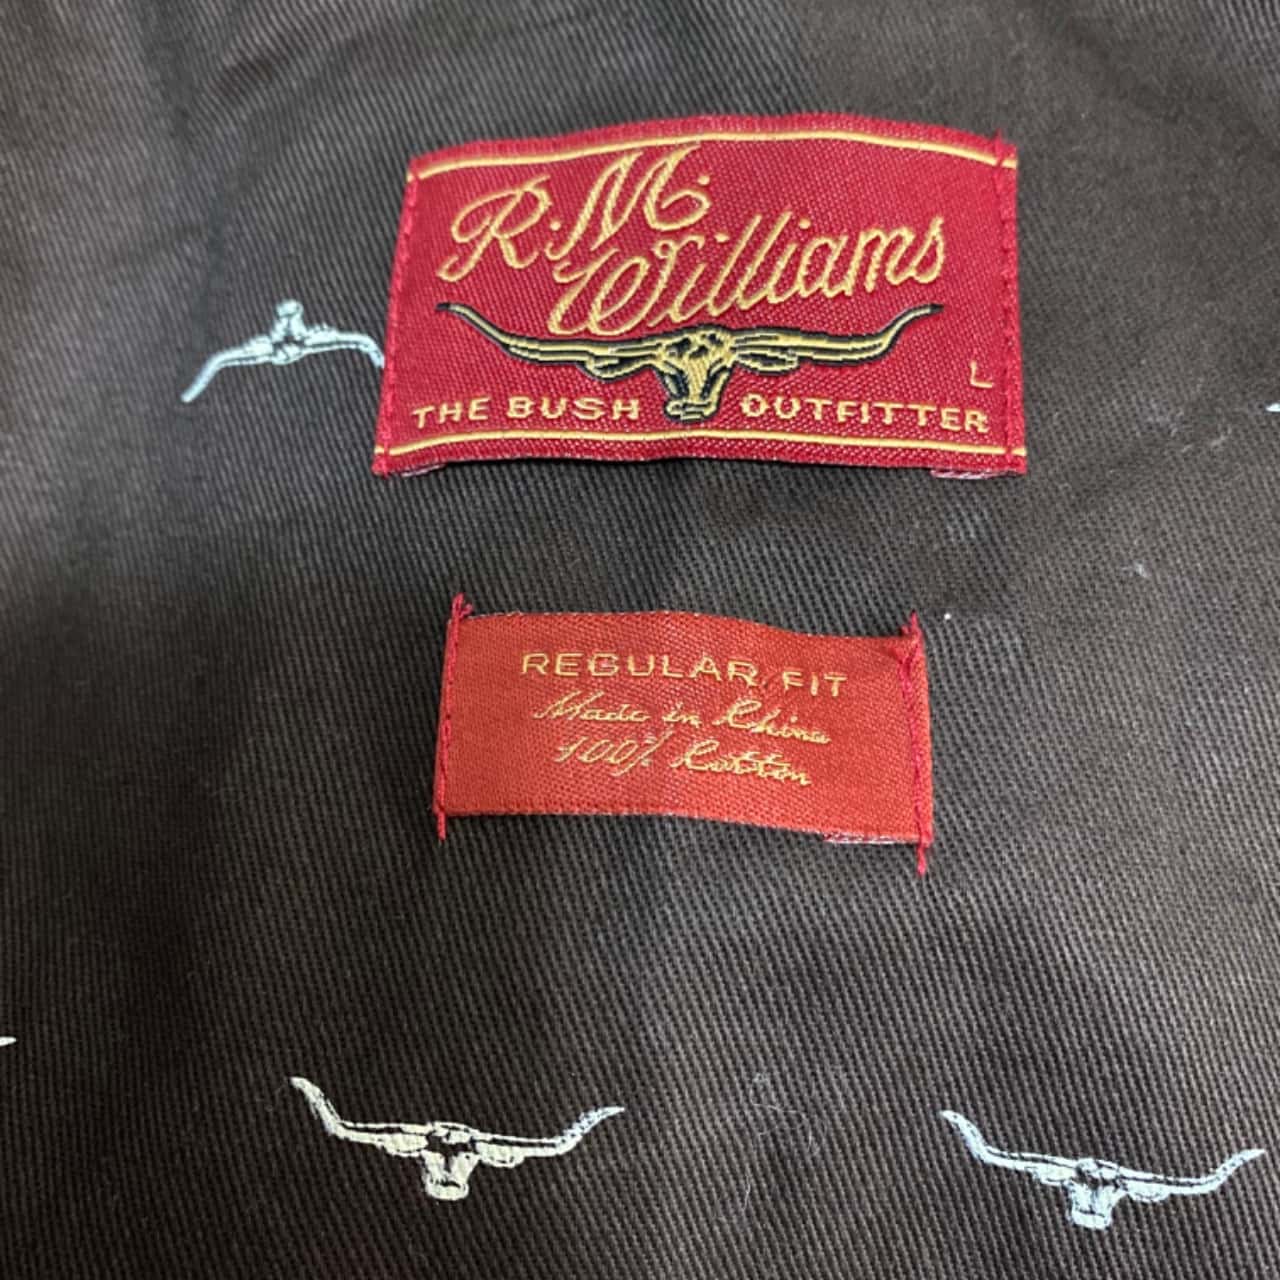 R.M.
Williams
L
THE BUSH OUTFITTER
REGULAR FIT
Made in China
100% Cotton